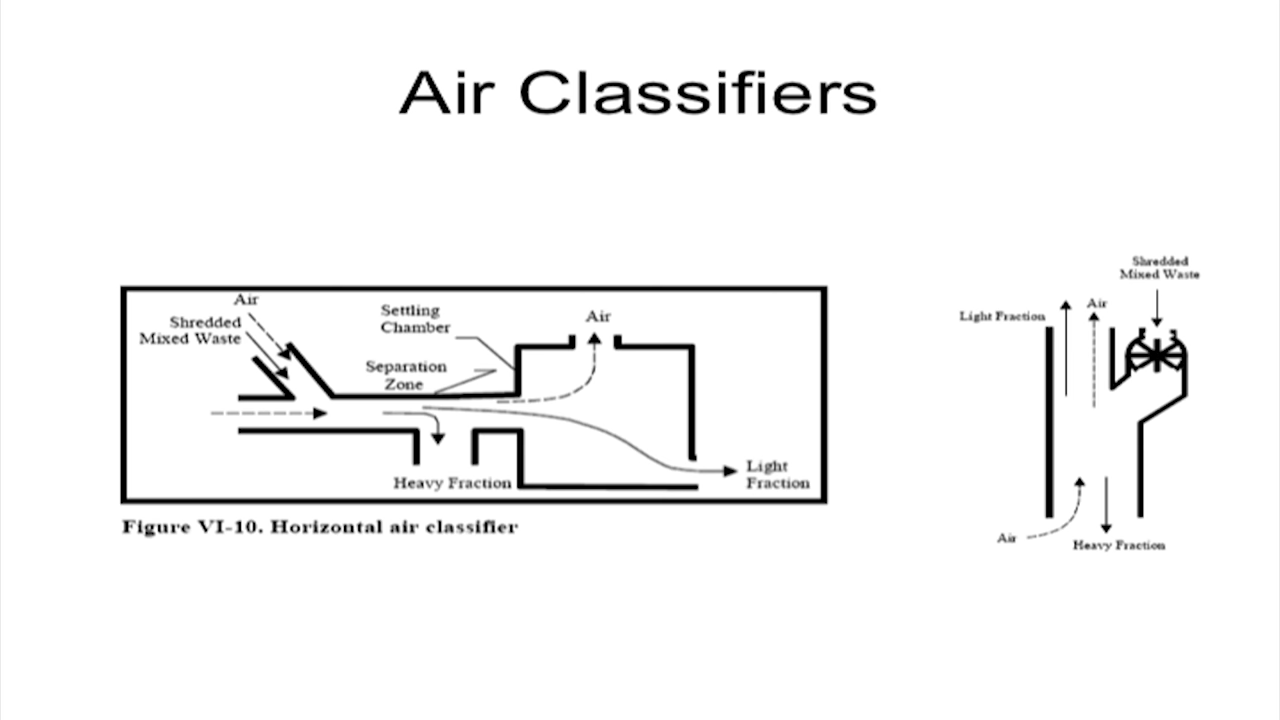 Air Classifiers
Air
Shredded
Mixed Waste
Settling
Chamber
Separation
Zone
Air
Heavy Fraction
Light
Fraction
Figure VI-10. Horizontal air classifier
Shredded
Mixed Waste
Light Fraction
Air
Air
Heavy Fraction